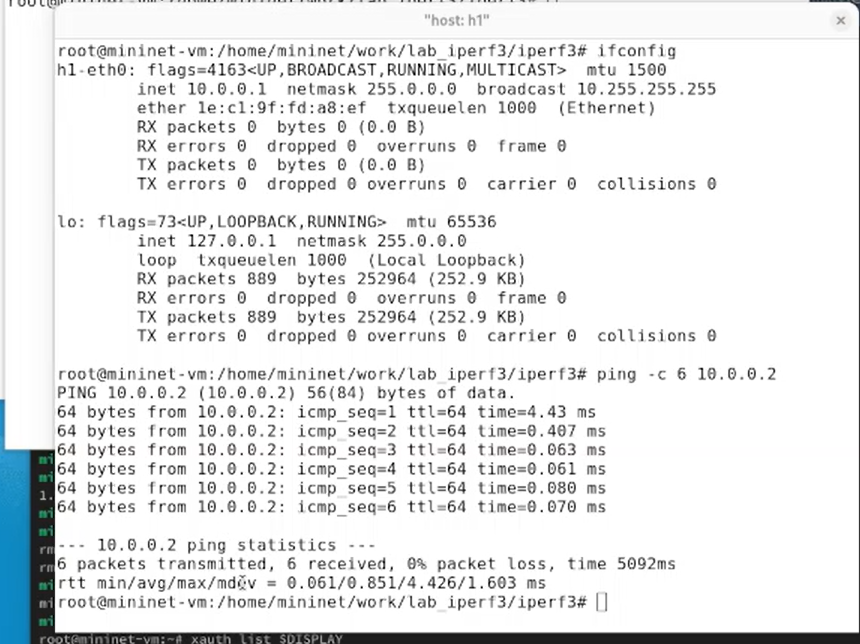 "host: h1"
root@mininet-vm:/home/mininet/work/lab_iperf3/iperf3# ifconfig
h1-eth0: flags=4163<UP,BROADCAST,RUNNING,MULTICAST>  mtu 1500
        inet 10.0.0.1  netmask 255.0.0.0  broadcast 10.255.255.255
        ether 1e:c1:9f:fd:a8:ef  txqueuelen 1000  (Ethernet)
        RX packets 0  bytes 0 (0.0 B)
        RX errors 0  dropped 0  overruns 0  frame 0
        TX packets 0  bytes 0 (0.0 B)
        TX errors 0  dropped 0 overruns 0  carrier 0  collisions 0

lo: flags=73<UP,LOOPBACK,RUNNING>  mtu 65536
        inet 127.0.0.1  netmask 255.0.0.0
        loop  txqueuelen 1000  (Local Loopback)
        RX packets 889  bytes 252964 (252.9 KB)
        RX errors 0  dropped 0  overruns 0  frame 0
        TX packets 889  bytes 252964 (252.9 KB)
        TX errors 0  dropped 0 overruns 0  carrier 0  collisions 0

root@mininet-vm:/home/mininet/work/lab_iperf3/iperf3# ping -c 6 10.0.0.2
PING 10.0.0.2 (10.0.0.2) 56(84) bytes of data.
64 bytes from 10.0.0.2: icmp_seq=1 ttl=64 time=4.43 ms
64 bytes from 10.0.0.2: icmp_seq=2 ttl=64 time=0.407 ms
64 bytes from 10.0.0.2: icmp_seq=3 ttl=64 time=0.063 ms
64 bytes from 10.0.0.2: icmp_seq=4 ttl=64 time=0.061 ms
64 bytes from 10.0.0.2: icmp_seq=5 ttl=64 time=0.080 ms
64 bytes from 10.0.0.2: icmp_seq=6 ttl=64 time=0.070 ms

--- 10.0.0.2 ping statistics ---
6 packets transmitted, 6 received, 0% packet loss, time 5092ms
rtt min/avg/max/mdev = 0.061/0.851/4.426/1.603 ms
root@mininet-vm:/home/mininet/work/lab_iperf3/iperf3#
root@mininet-vm:~# xauth list $DISPLAY